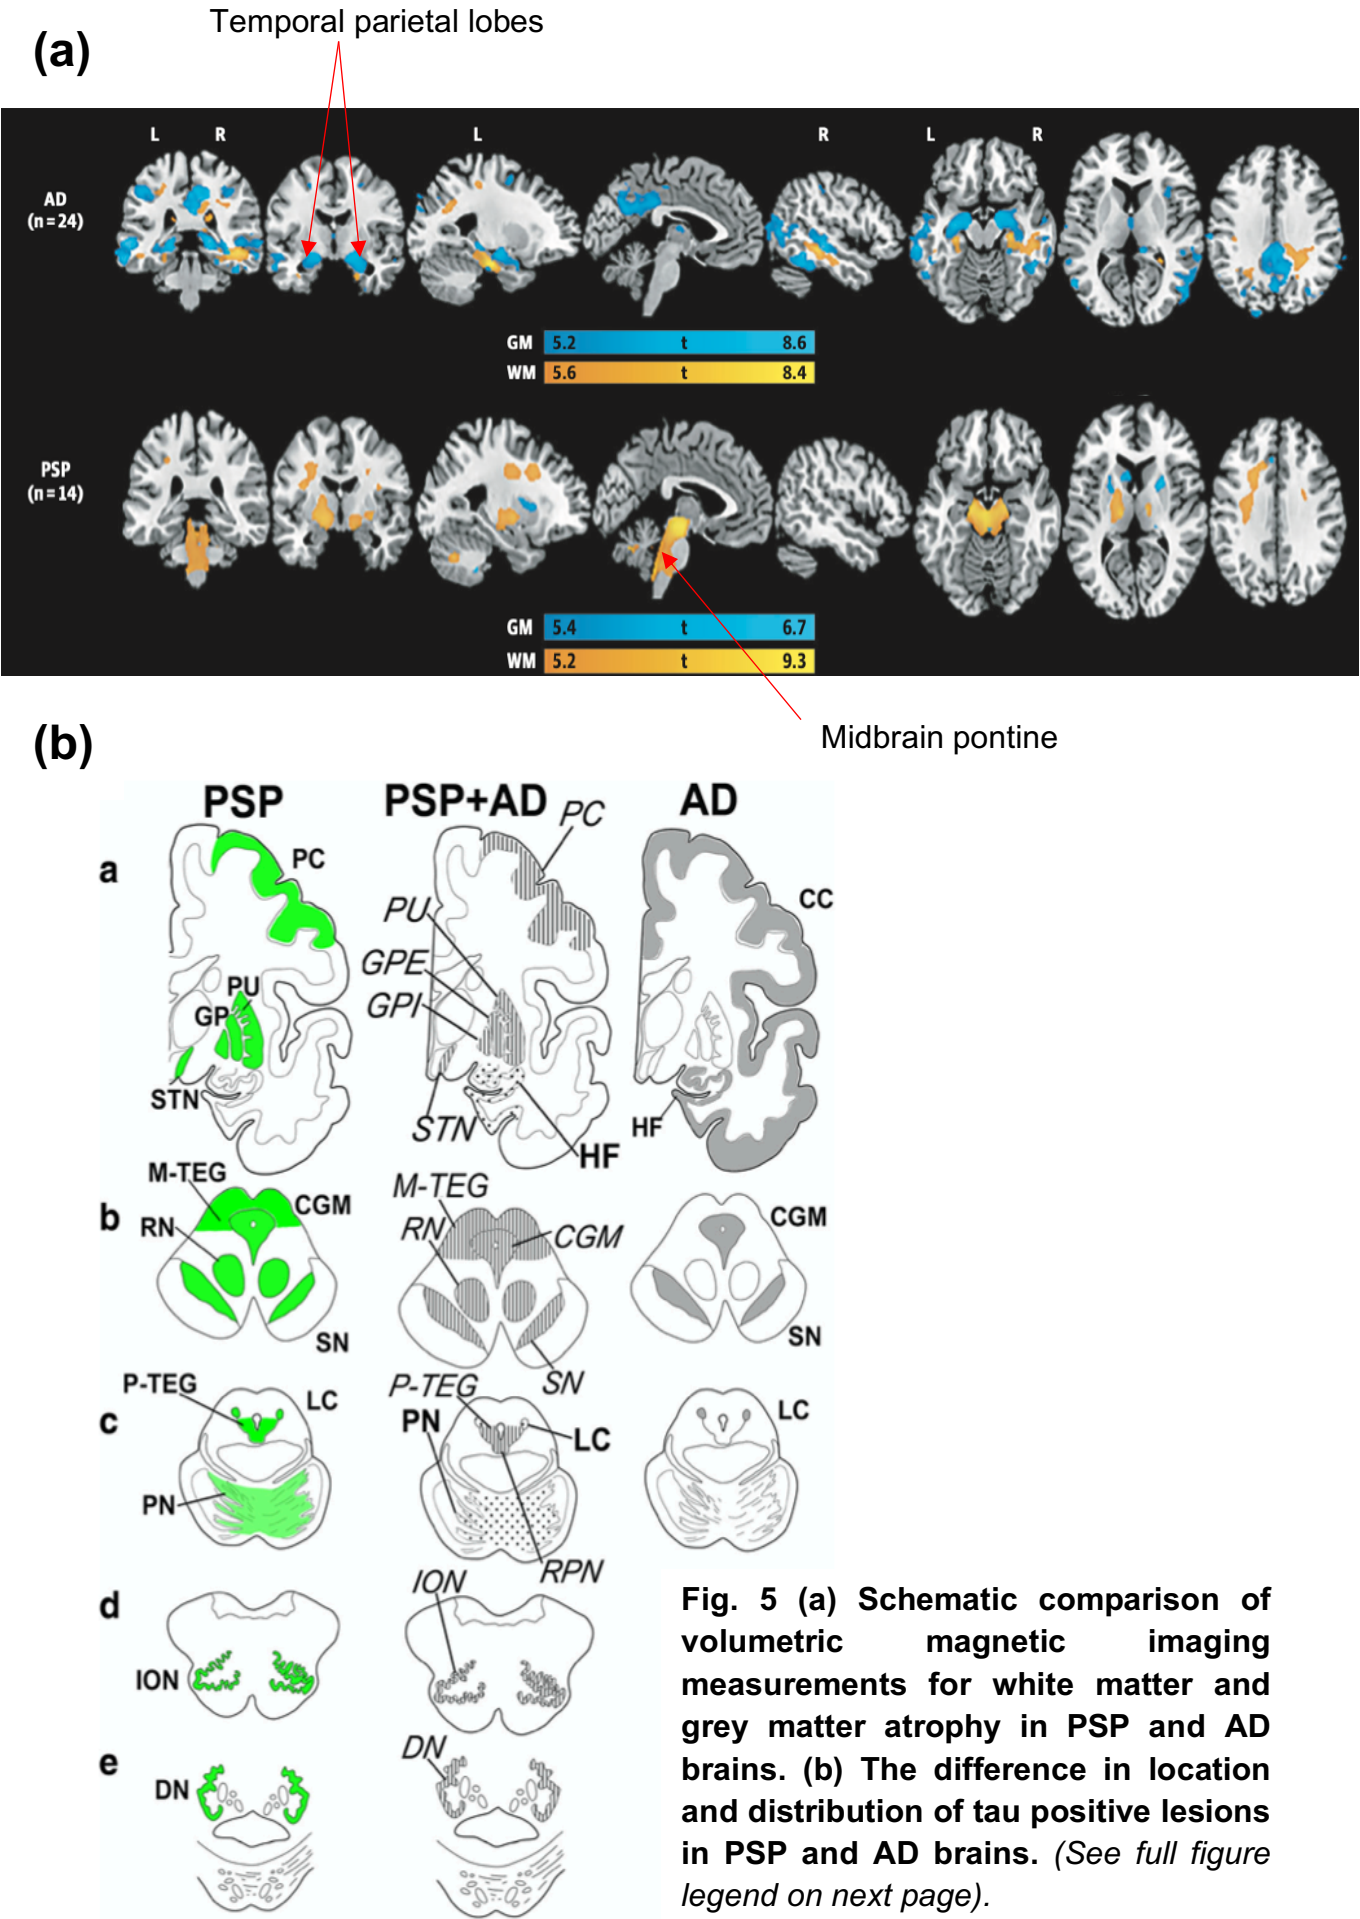 Temporal parietal lobes
(a)
L R L R L R
AD
(n=24)
GM 5.2 t 8.6
WM 5.6 t 8.4
PSP
(n=14)
GM 5.4 t 6.7
WM 5.2 t 9.3
Midbrain pontine
(b)
PSP PSP+AD AD
a
PC
PU
GP
STN
PC
PU
GPE
GPI
STN
HF
CC
HF
b
M-TEG
RN
CGM
SN
M-TEG
RN
CGM
SN
CGM
SN
c
P-TEG
LC
PN
P-TEG
PN
LC
RPN
LC
d
ION
ION
e
DN
DN
Fig. 5 (a) Schematic comparison of
volumetric magnetic imaging
measurements for white matter and
grey matter atrophy in PSP and AD
brains. (b) The difference in location
and distribution of tau positive lesions
in PSP and AD brains. (See full figure
legend on next page).